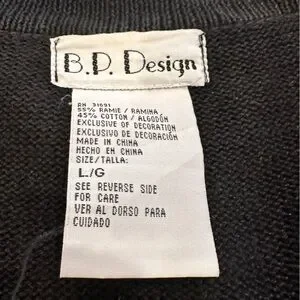 B.P. Design
RN 31691
55% RAMIE / RAMINA
45% COTTON / ALGODÓN
EXCLUSIVE OF DECORATION
EXCLUSIVO DE DECORACIÓN
MADE IN CHINA
HECHO EN CHINA
SIZE/TALLA:
L/G
SEE REVERSE SIDE
FOR CARE
VER AL DORSO PARA
CUIDADO